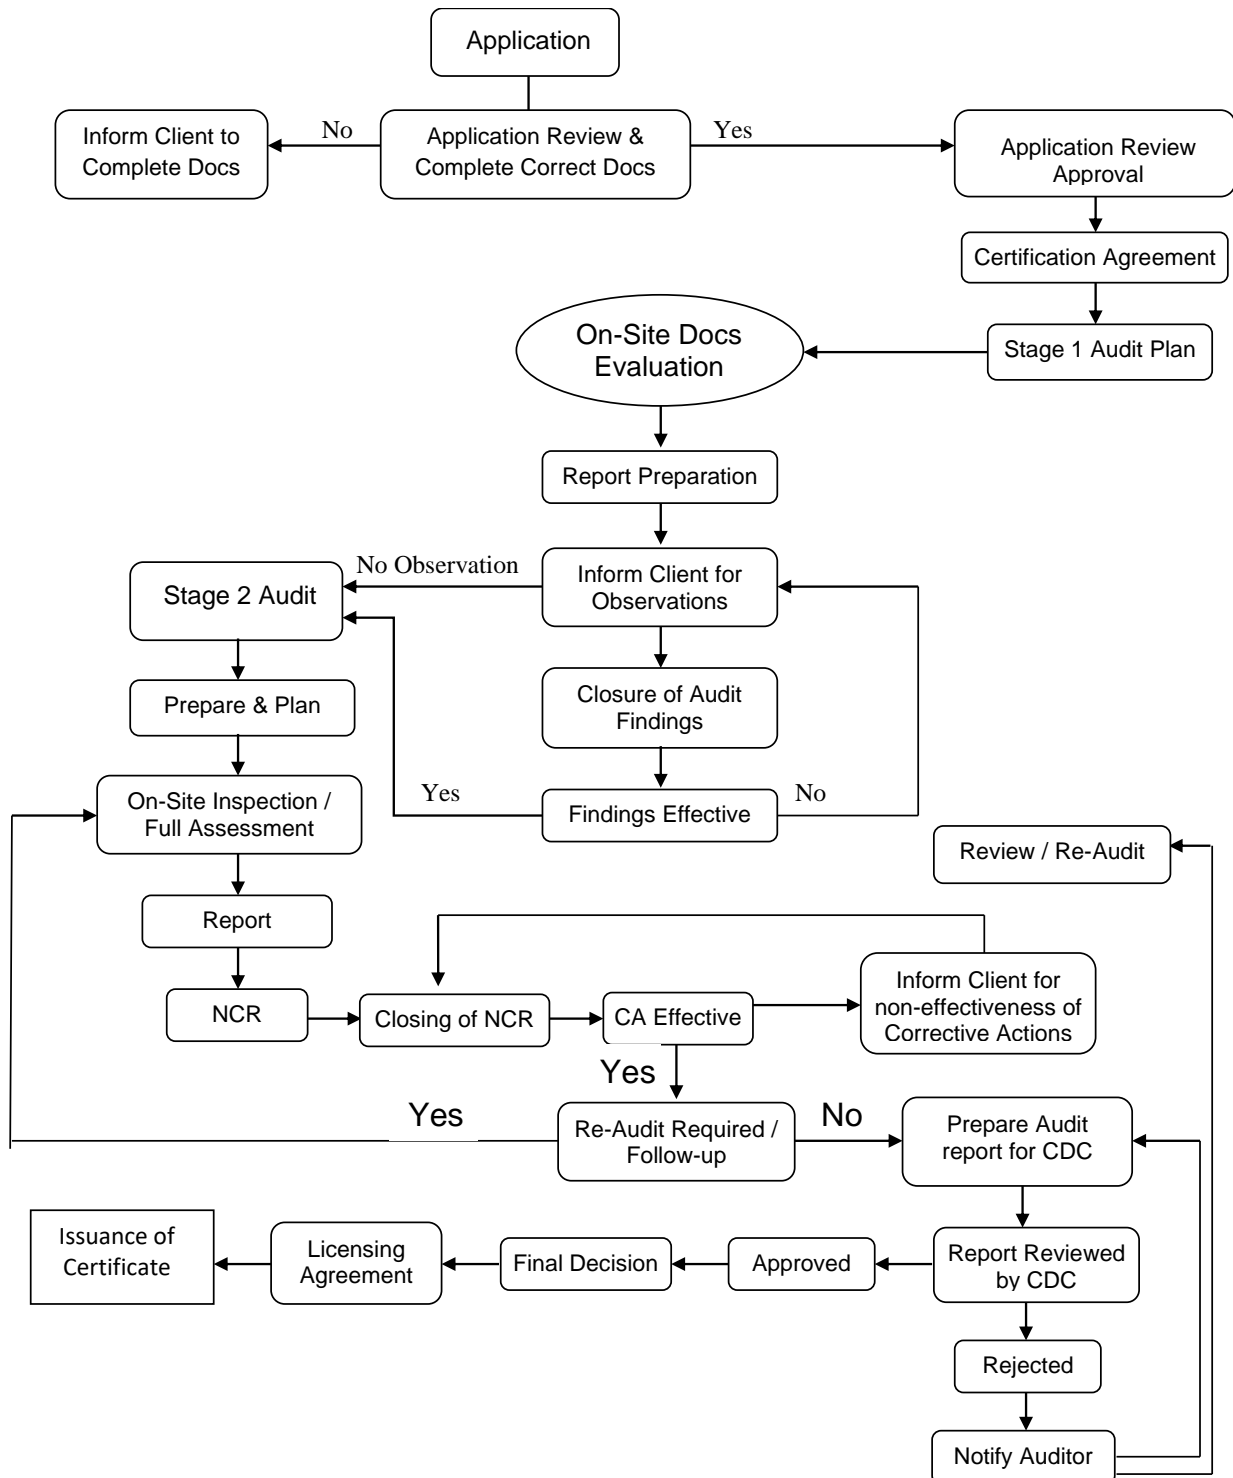 Application
Inform Client to
Complete Docs
No
Application Review &
Complete Correct Docs
Yes
Application Review
Approval
Certification Agreement
Stage 1 Audit Plan
On-Site Docs
Evaluation
Report Preparation
Inform Client for
Observations
No Observation
Stage 2 Audit
Closure of Audit
Findings
Prepare & Plan
Findings Effective
Yes
No
On-Site Inspection /
Full Assessment
Review / Re-Audit
Report
NCR
Closing of NCR
CA Effective
Inform Client for
non-effectiveness of
Corrective Actions
Yes
Re-Audit Required /
Follow-up
Yes
No
Prepare Audit
report for CDC
Report Reviewed
by CDC
Approved
Final Decision
Licensing
Agreement
Issuance of
Certificate
Rejected
Notify Auditor